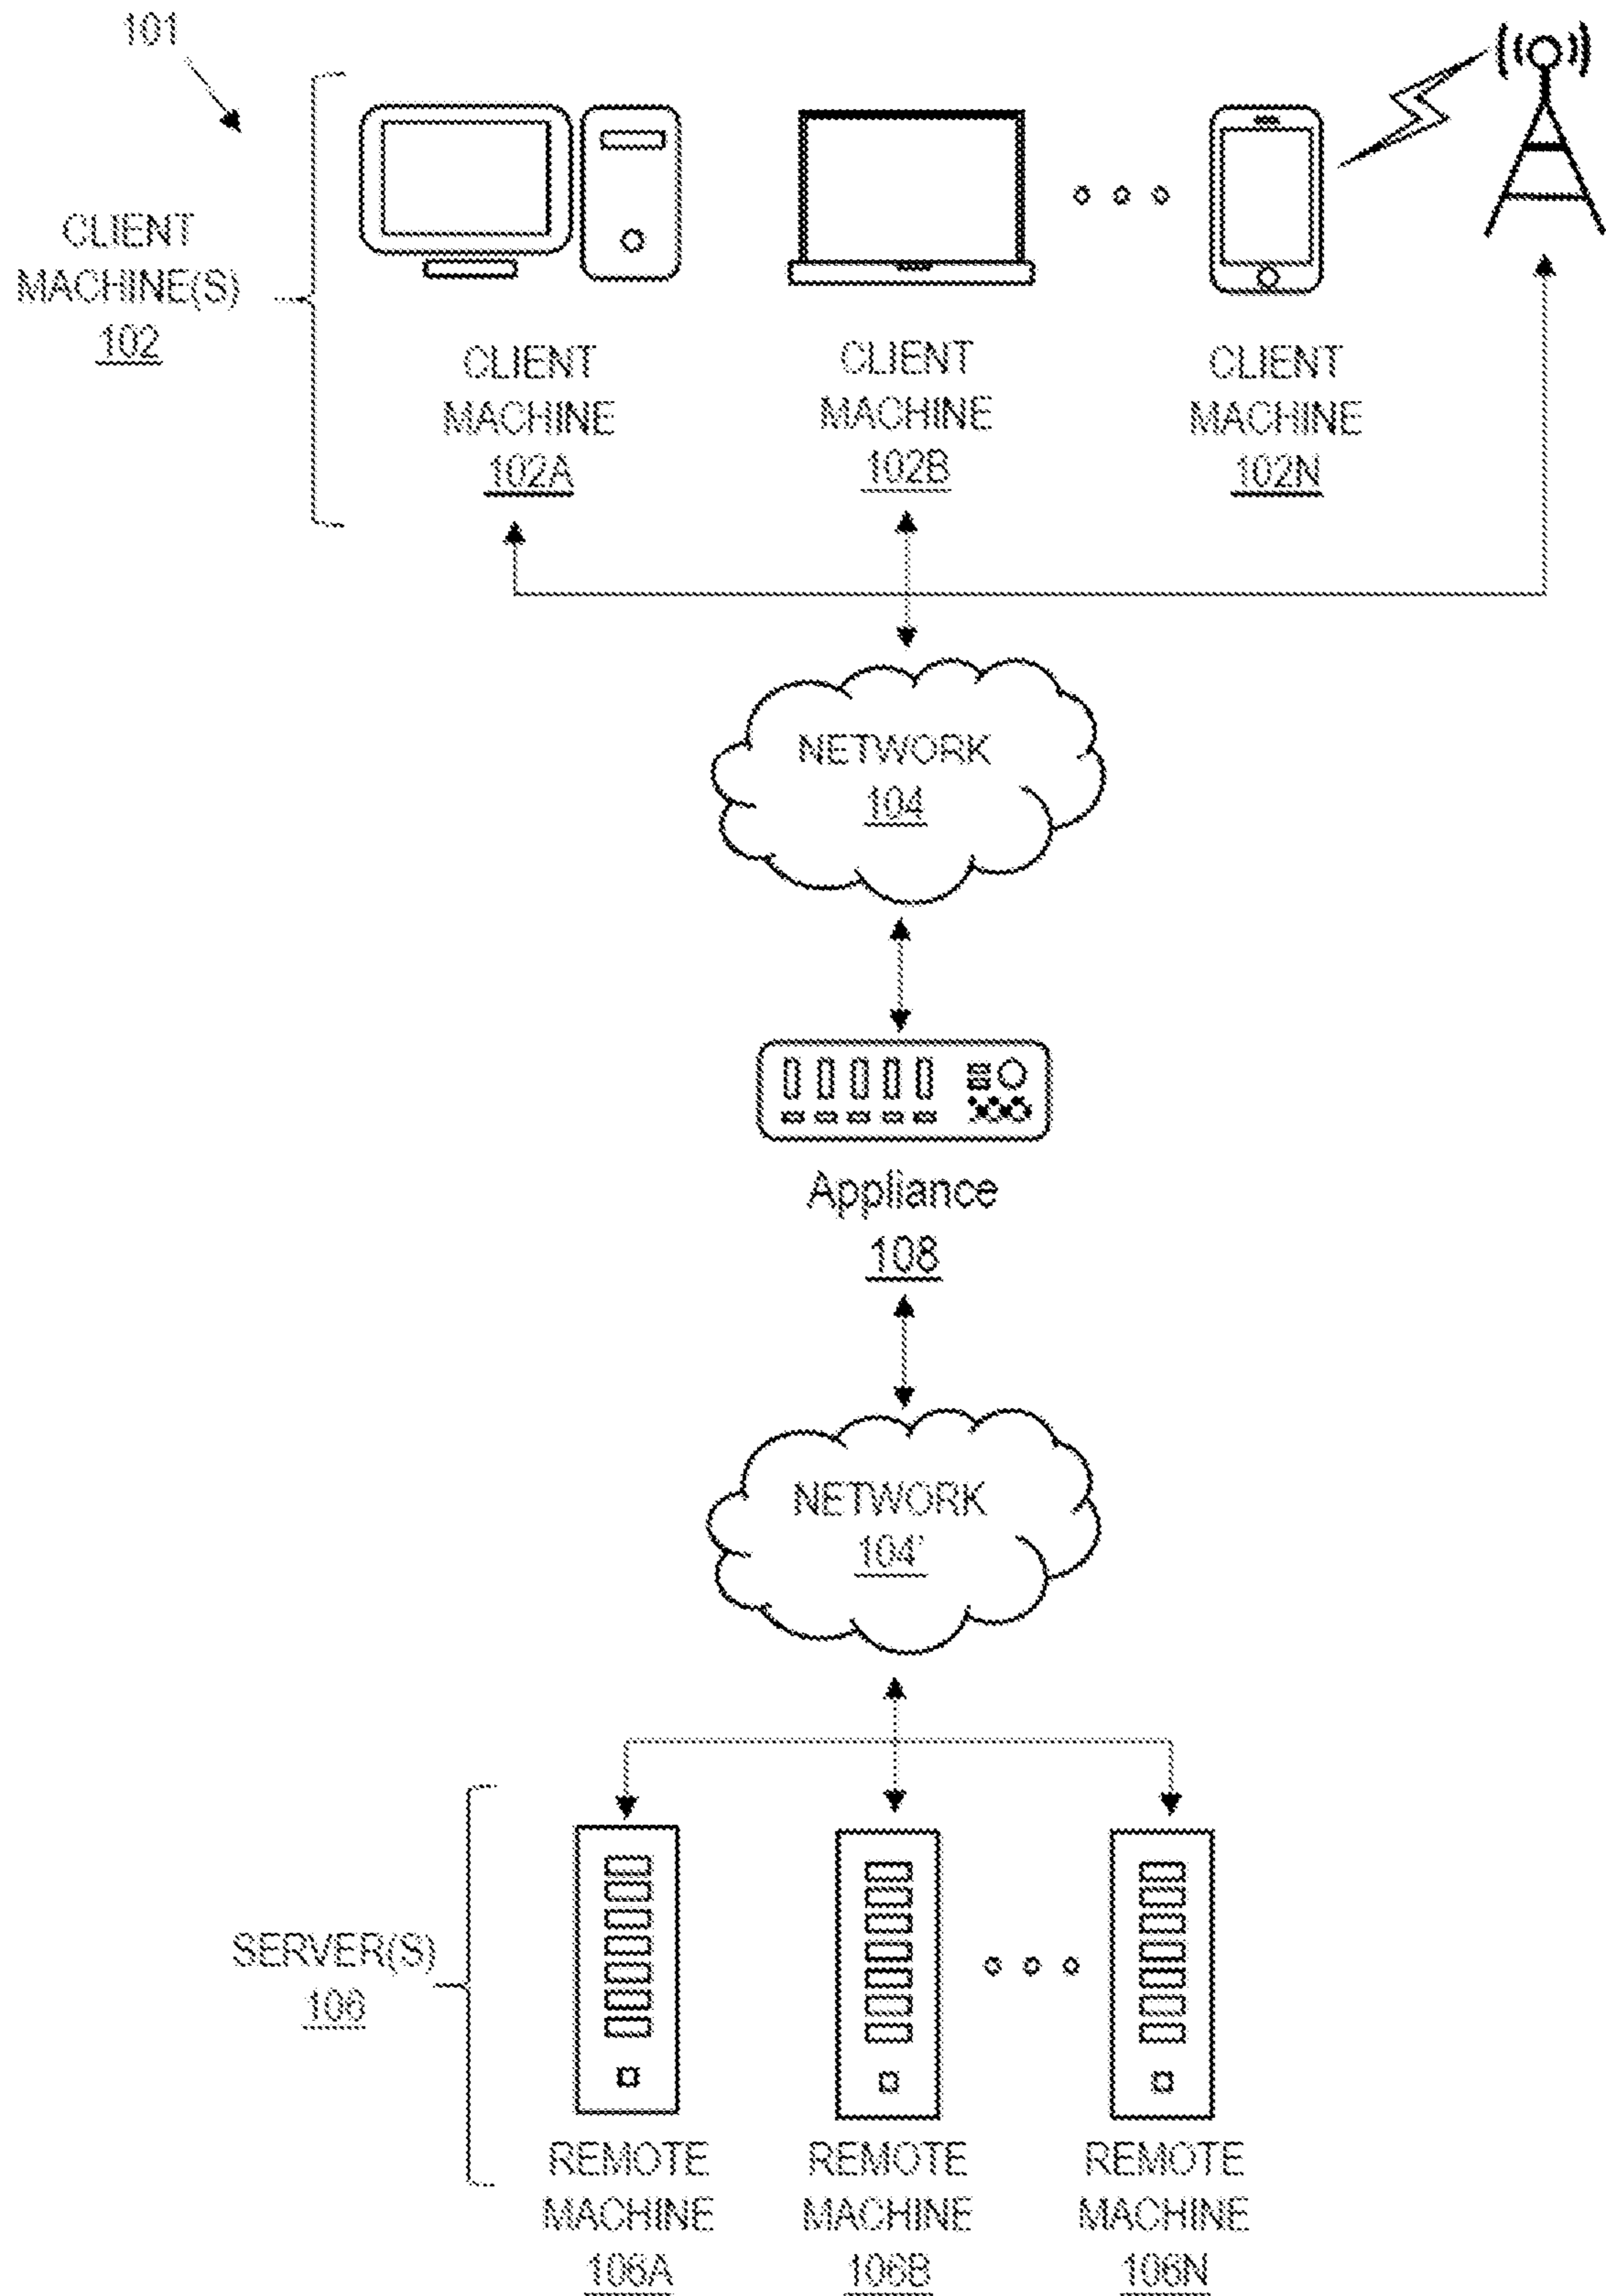 101
CLIENT
MACHINE(S)
102
CLIENT
MACHINE
102A
CLIENT
MACHINE
102B
CLIENT
MACHINE
102N
NETWORK
104
Appliance
108
NETWORK
104'
SERVER(S)
106
REMOTE
MACHINE
106A
REMOTE
MACHINE
106B
REMOTE
MACHINE
106N